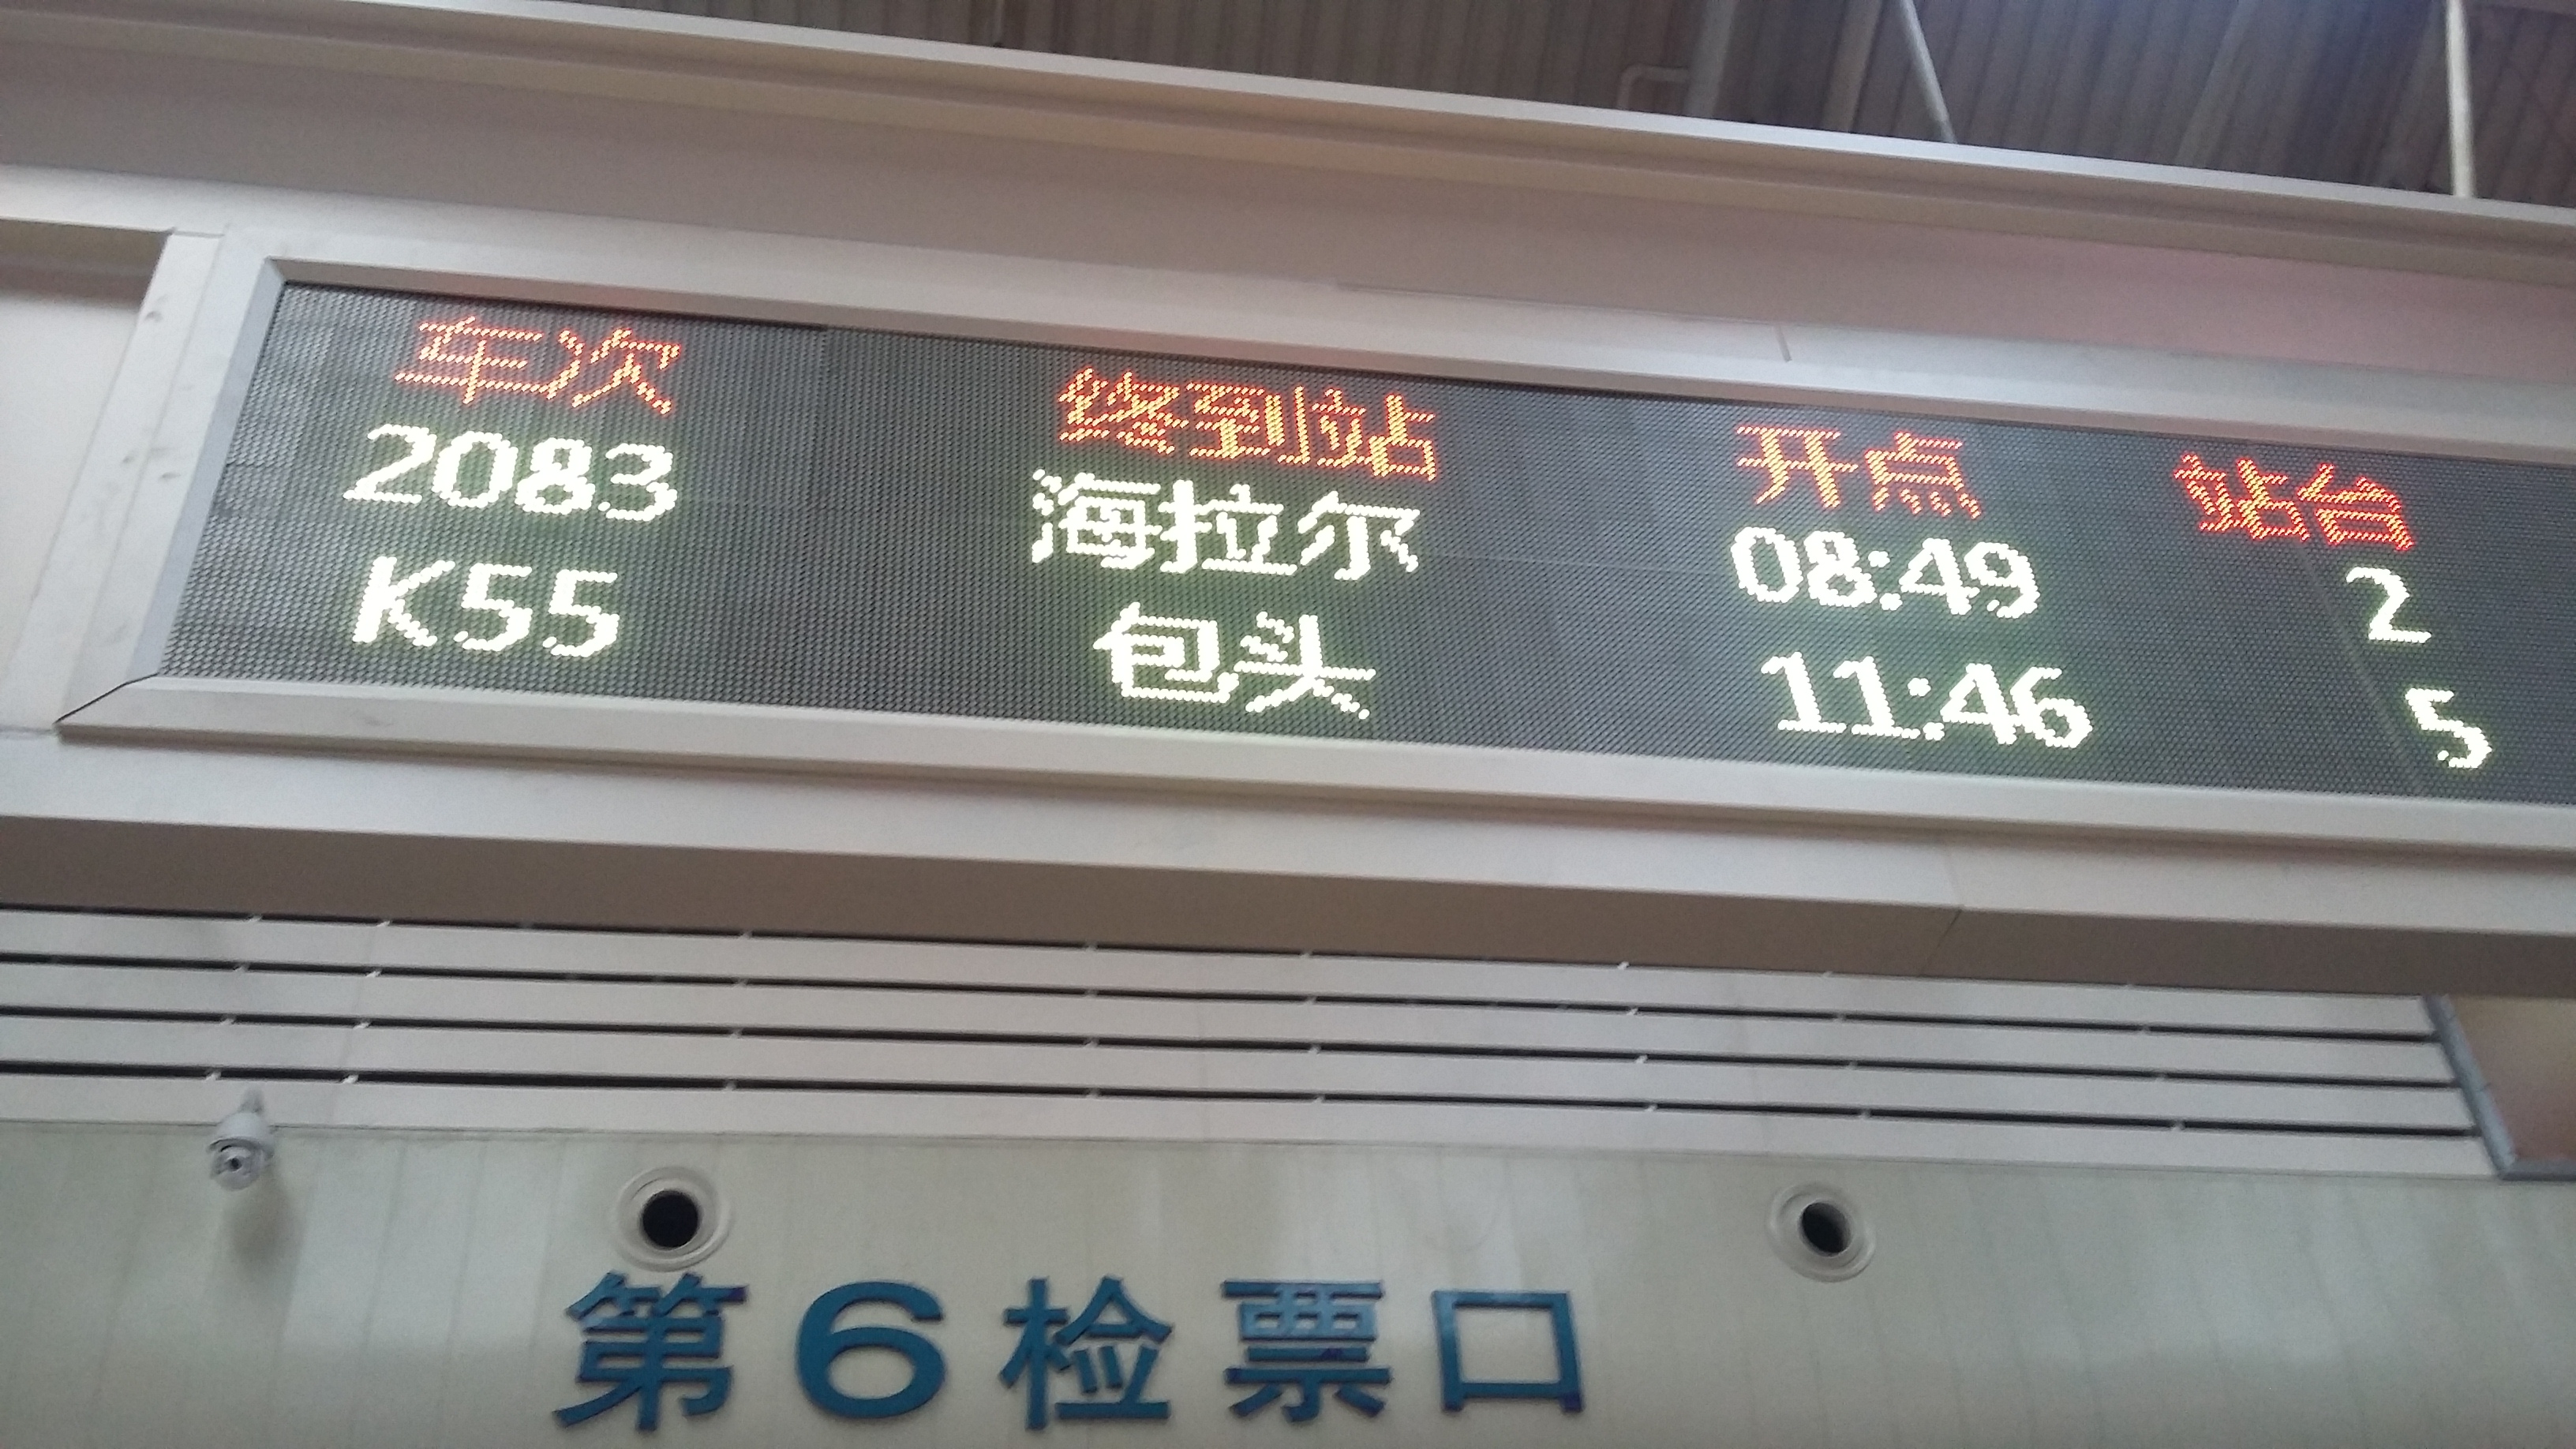 车次 终到站 开点 站台
2083 海拉尔 08:49 2
K55 包头 11:46 5
第6检票口